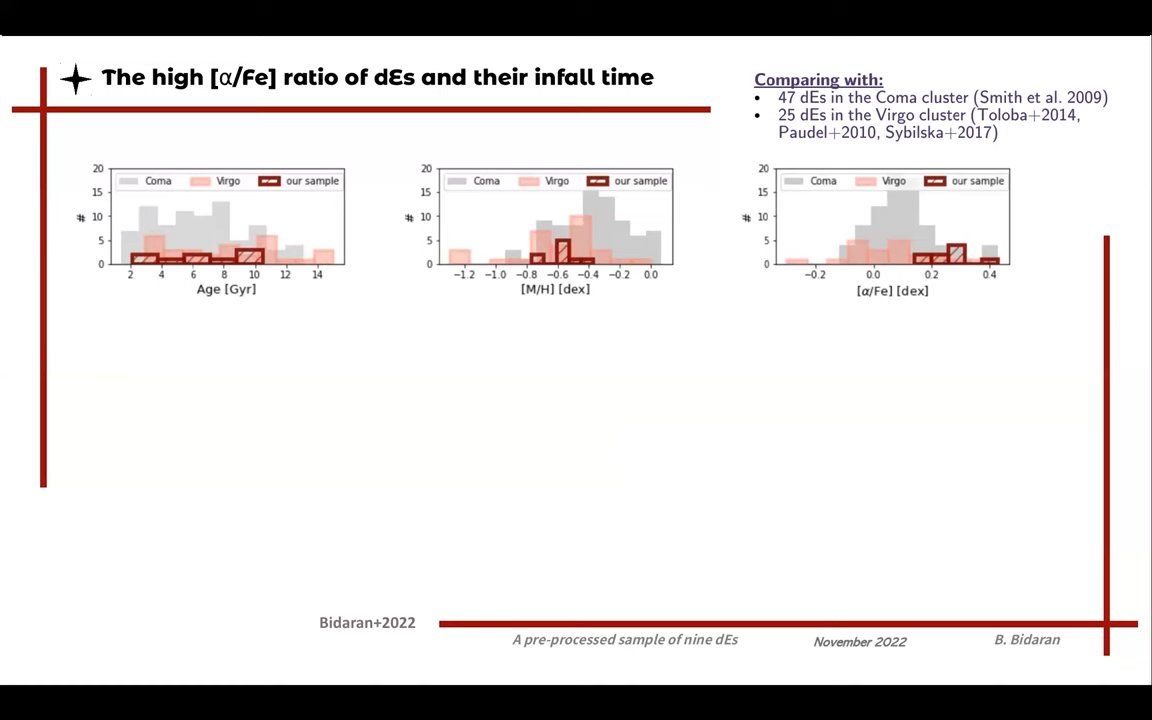 The high [α/Fe] ratio of dEs and their infall time
Comparing with:
• 47 dEs in the Coma cluster (Smith et al. 2009)
• 25 dEs in the Virgo cluster (Toloba+2014,
Paudel+2010, Sybilska+2017)
20
15
10
5
0
#
Coma Virgo our sample
2 4 6 8 10 12 14
Age [Gyr]
20
15
10
5
0
#
Coma Virgo our sample
−1.2 −1.0 −0.8 −0.6 −0.4 −0.2 0.0
[M/H] [dex]
20
15
10
5
0
#
Coma Virgo our sample
−0.2 0.0 0.2 0.4
[α/Fe] [dex]
Bidaran+2022
A pre-processed sample of nine dEs November 2022 B. Bidaran